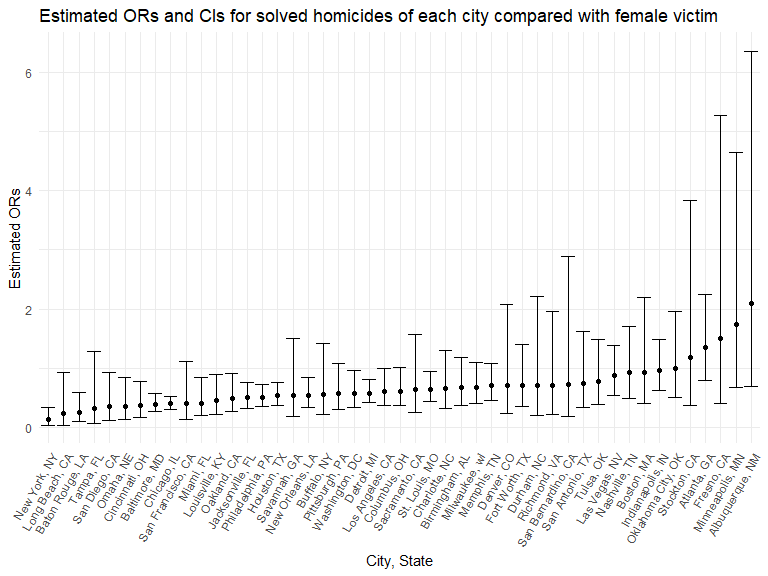 Estimated ORs and CIs for solved homicides of each city compared with female victim
Estimated ORs
6
4
2
0
New York, NY
Long Beach, CA
Baton Rouge, LA
Tampa, FL
San Diego, CA
Omaha, NE
Cincinnati, OH
Baltimore, MD
Chicago, IL
San Francisco, CA
Miami, FL
Louisville, KY
Oakland, CA
Jacksonville, FL
Philadelphia, PA
Houston, TX
Savannah, GA
New Orleans, LA
Buffalo, NY
Pittsburgh, PA
Washington, DC
Detroit, MI
Los Angeles, CA
Columbus, OH
Sacramento, CA
St. Louis, MO
Charlotte, NC
Birmingham, AL
Milwaukee, wI
Memphis, TN
Denver, CO
Fort Worth, TX
Durham, NC
Richmond, VA
San Bernardino, CA
San Antonio, TX
Tulsa, OK
Las Vegas, NV
Nashville, TN
Boston, MA
Indianapolis, IN
Oklahoma City, OK
Stockton, CA
Atlanta, GA
Fresno, CA
Minneapolis, MN
Albuquerque, NM
City, State